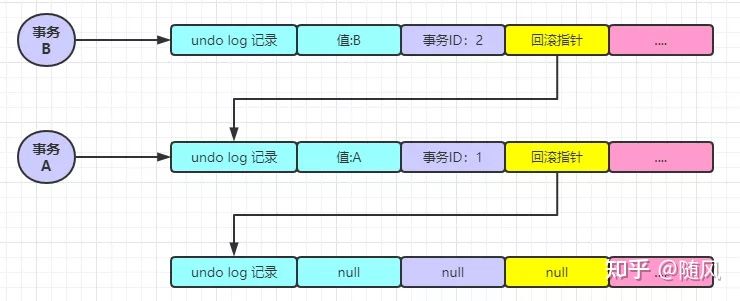 事务
B
undo log 记录 值:B 事务ID：2 回滚指针 ....
事务
A
undo log 记录 值:A 事务ID：1 回滚指针 ....
undo log 记录 null null null ....
知乎 @随风